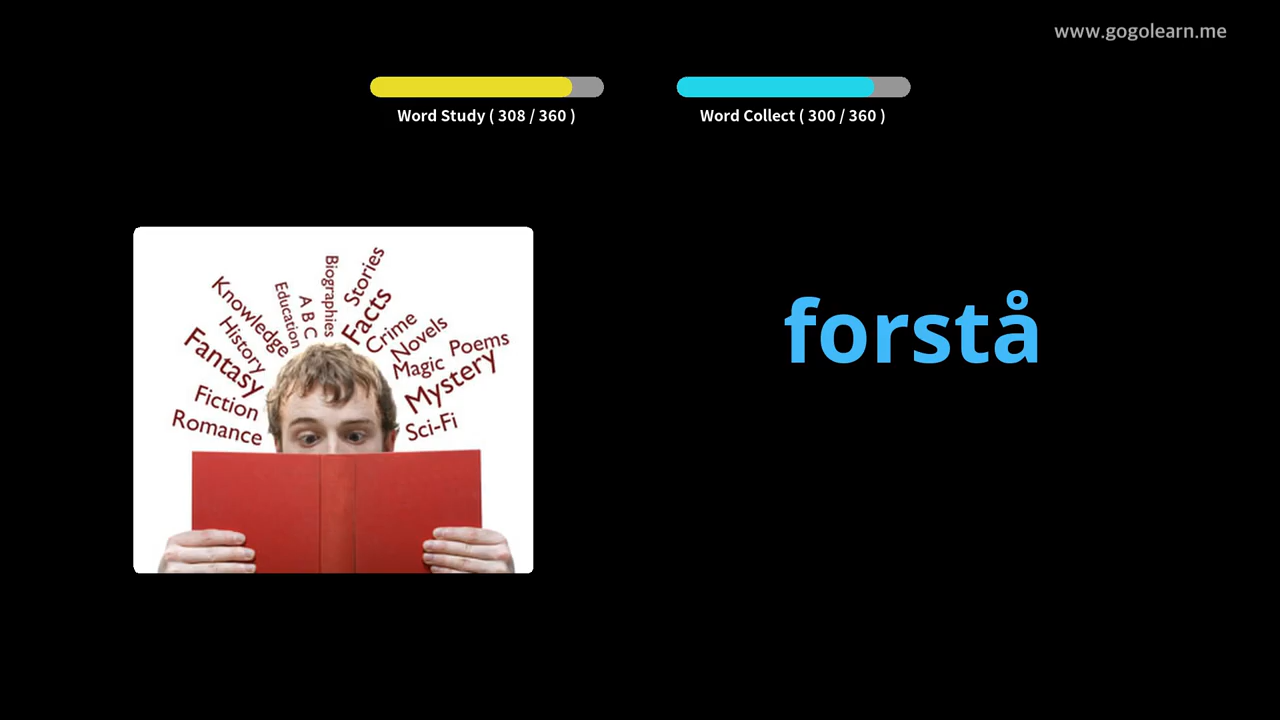 www.gogolearn.me
Word Study ( 308 / 360 )
Word Collect ( 300 / 360 )
Biographies
Stories
Knowledge
Education
A B C
Facts
History
Crime
Novels
Fantasy
Magic
Poems
Mystery
Fiction
Romance
Sci-Fi
forstå